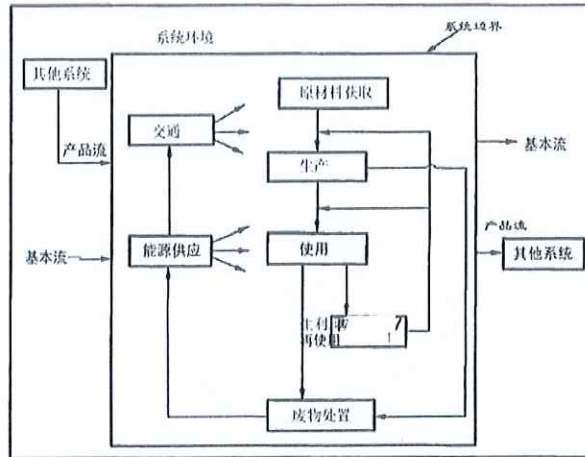 系统环境
系统边界
其他系统
原材料获取
交通
产品流
基本流
生产
产品流
能源供应
使用
基本流
其他系统
再使用
废物处置